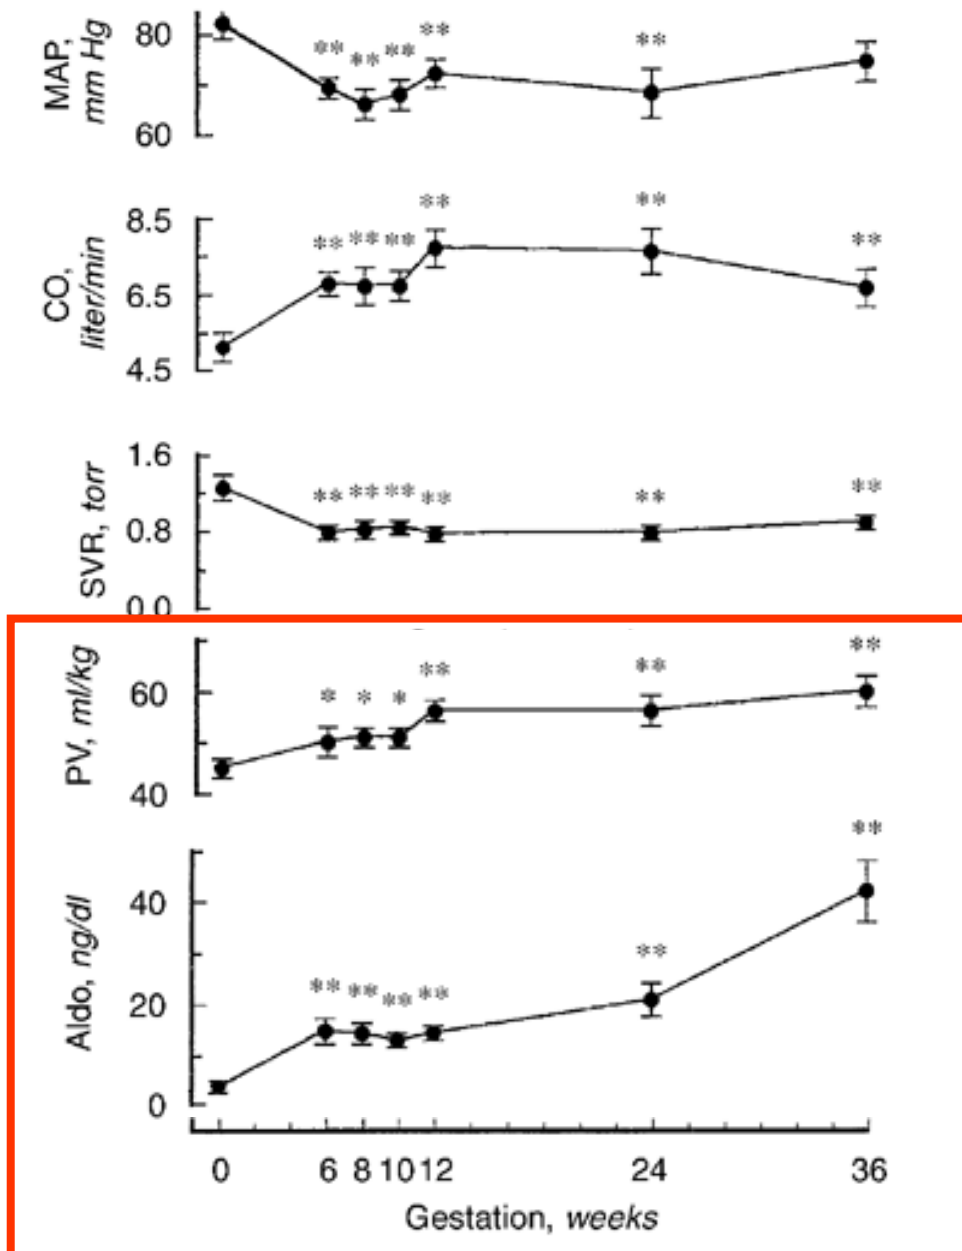 MAP,
mm Hg
80
60
** ** ** ** **
CO,
liter/min
8.5
6.5
4.5
** ** ** ** ** **
SVR, torr
1.6
0.8
0.0
** ** ** ** ** **
PV, ml/kg
60
40
* * * ** ** **
Aldo, ng/dl
40
20
0
** ** ** ** ** **
0 6 8 10 12 24 36
Gestation, weeks